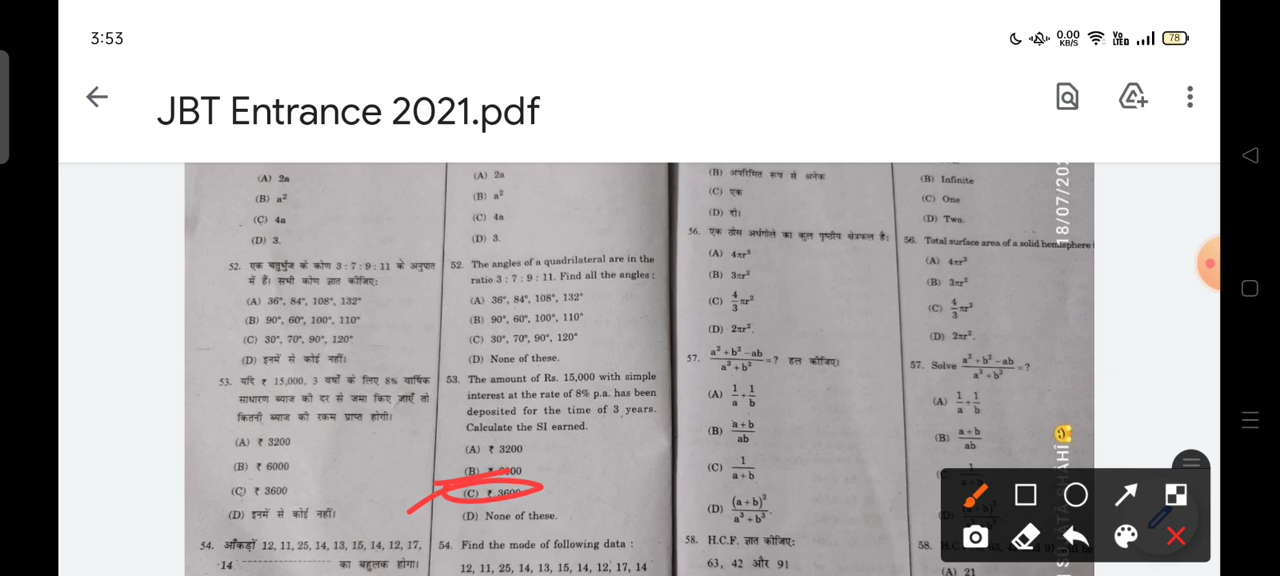 3:53
0.00 KB/S
Vo LTE
78
JBT Entrance 2021.pdf
(A) 2a
(B) a²
(C) 4a
(D) 3.
52. एक चतुर्भुज के कोण 3 : 7 : 9 : 11 के अनुपात
में हैं। सभी कोण ज्ञात कीजिए:
(A) 36°, 84°, 108°, 132°
(B) 90°, 60°, 100°, 110°
(C) 30°, 70°, 90°, 120°
(D) इनमें से कोई नहीं।
53. यदि ₹ 15,000, 3 वर्षों के लिए 8% वार्षिक
साधारण ब्याज की दर से जमा किए जाएँ तो
कितनी ब्याज की रकम प्राप्त होगी।
(A) ₹ 3200
(B) ₹ 6000
(C) ₹ 3600
(D) इनमें से कोई नहीं।
54. आँकड़ों 12, 11, 25, 14, 13, 15, 14, 12, 17,
14 का बहुलक होगा।
(A) 2a
(B) a²
(C) 4a
(D) 3.
52. The angles of a quadrilateral are in the
ratio 3 : 7 : 9 : 11. Find all the angles :
(A) 36°, 84°, 108°, 132°
(B) 90°, 60°, 100°, 110°
(C) 30°, 70°, 90°, 120°
(D) None of these.
53. The amount of Rs. 15,000 with simple
interest at the rate of 8% p.a. has been
deposited for the time of 3 years.
Calculate the SI earned.
(A) ₹ 3200
(B) ₹
(C) ₹ 3600
(D) None of these.
54. Find the mode of following data :
12, 11, 25, 14, 13, 15, 14, 12, 17, 14
(B) अपरिमित रूप से अनेक
(C) एक
(D) दो।
56. एक ठोस अर्धगोले का कुल पृष्ठीय क्षेत्रफल है:
(A) 4πr²
(B) 3πr²
(C) 4/3 πr²
(D) 2πr².
57. (a² + b² – ab)/(a³ + b³) = ? हल कीजिए।
(A) 1/a + 1/b
(B) (a + b)/ab
(C) 1/(a + b)
(D) (a + b)²/(a³ + b³).
58. H.C.F. ज्ञात कीजिए:
63, 42 और 91
(B) Infinite
(C) One
(D) Two.
56. Total surface area of a solid hemisphere
(A) 4πr²
(B) 3πr²
(C) 4/3 πr²
(D) 2πr².
57. Solve (a² + b² – ab)/(a³ + b³) = ?
(A) 1/a + 1/b
(B) (a + b)/ab
58.
(A) 21
18/07/202